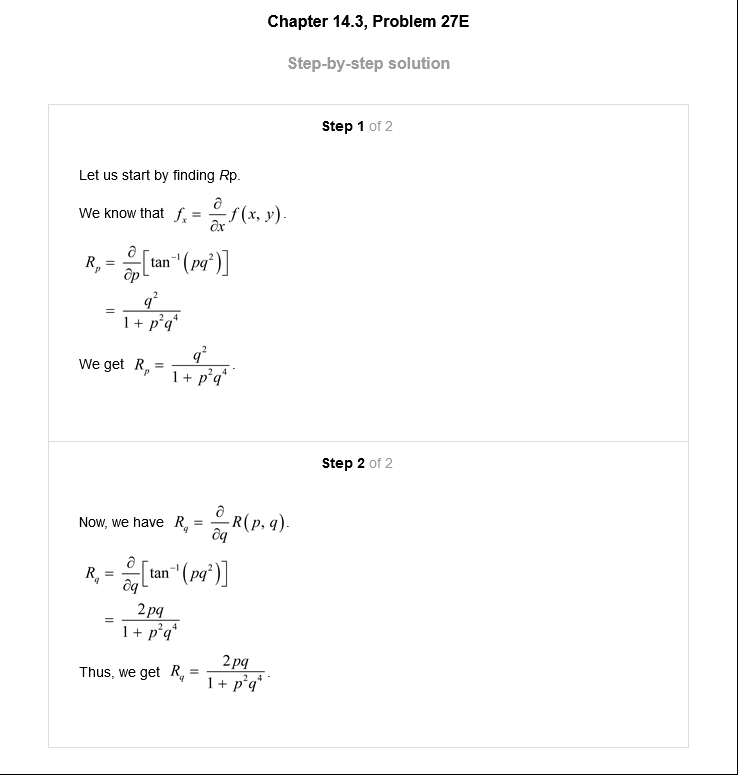 Chapter 14.3, Problem 27E
Step-by-step solution
Step 1 of 2
Let us start by finding Rp.
We know that $f_x = \frac{\partial}{\partial x} f(x, y)$.
$R_p = \frac{\partial}{\partial p}\left[\tan^{-1}(pq^2)\right]$
$= \frac{q^2}{1 + p^2q^4}$
We get $R_p = \frac{q^2}{1 + p^2q^4}$.
Step 2 of 2
Now, we have $R_q = \frac{\partial}{\partial q} R(p, q)$.
$R_q = \frac{\partial}{\partial q}\left[\tan^{-1}(pq^2)\right]$
$= \frac{2pq}{1 + p^2q^4}$
Thus, we get $R_q = \frac{2pq}{1 + p^2q^4}$.